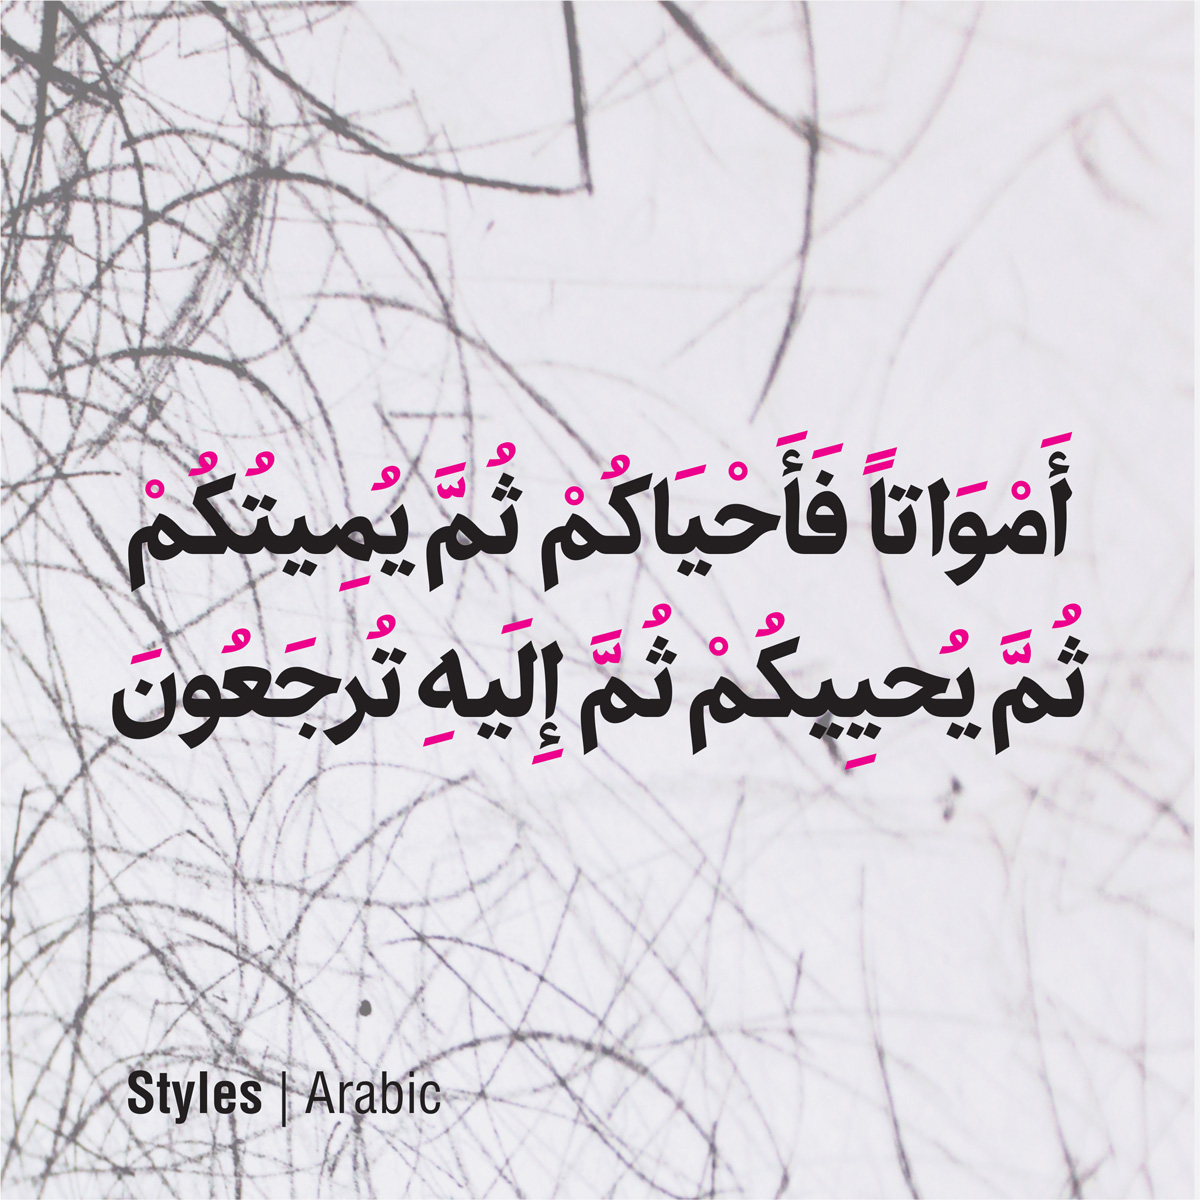 أَمْوَاتاً فَأَحْيَاكُمْ ثُمَّ يُمِيتُكُمْ
ثُمَّ يُحيِيكُمْ ثُمَّ إِلَيهِ تُرجَعُونَ
Styles | Arabic